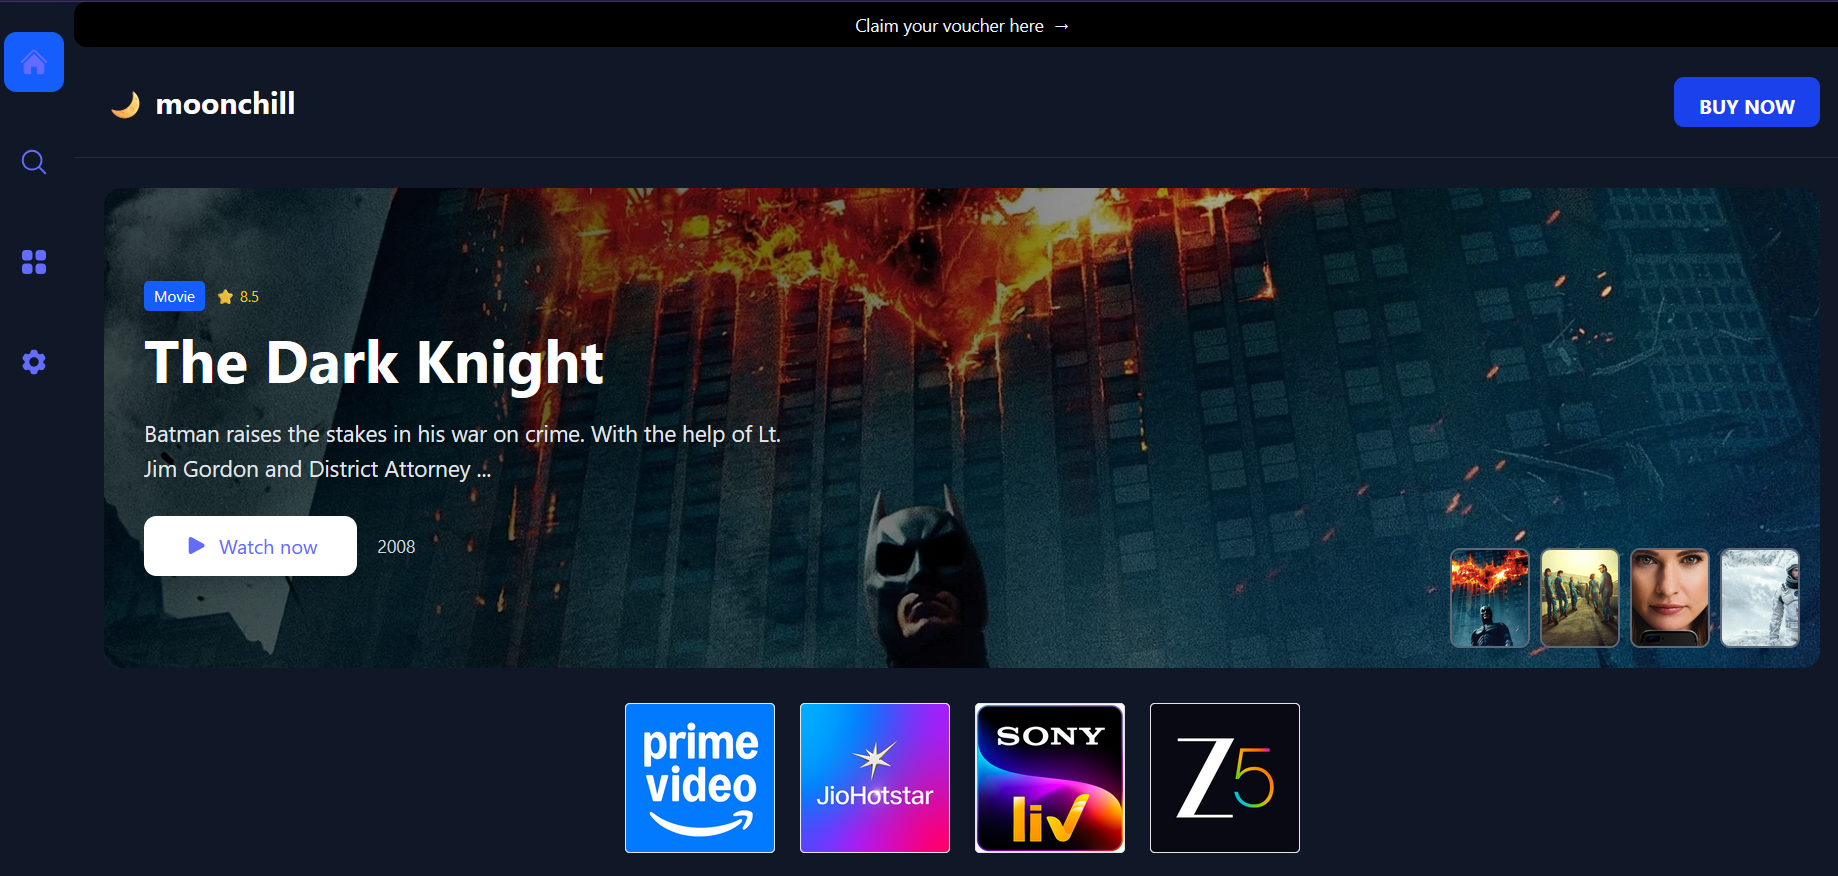 Claim your voucher here →
moonchill
BUY NOW
Movie
8.5
The Dark Knight
Batman raises the stakes in his war on crime. With the help of Lt.
Jim Gordon and District Attorney ...
Watch now
2008
prime
video
JioHotstar
SONY
liv
Z5